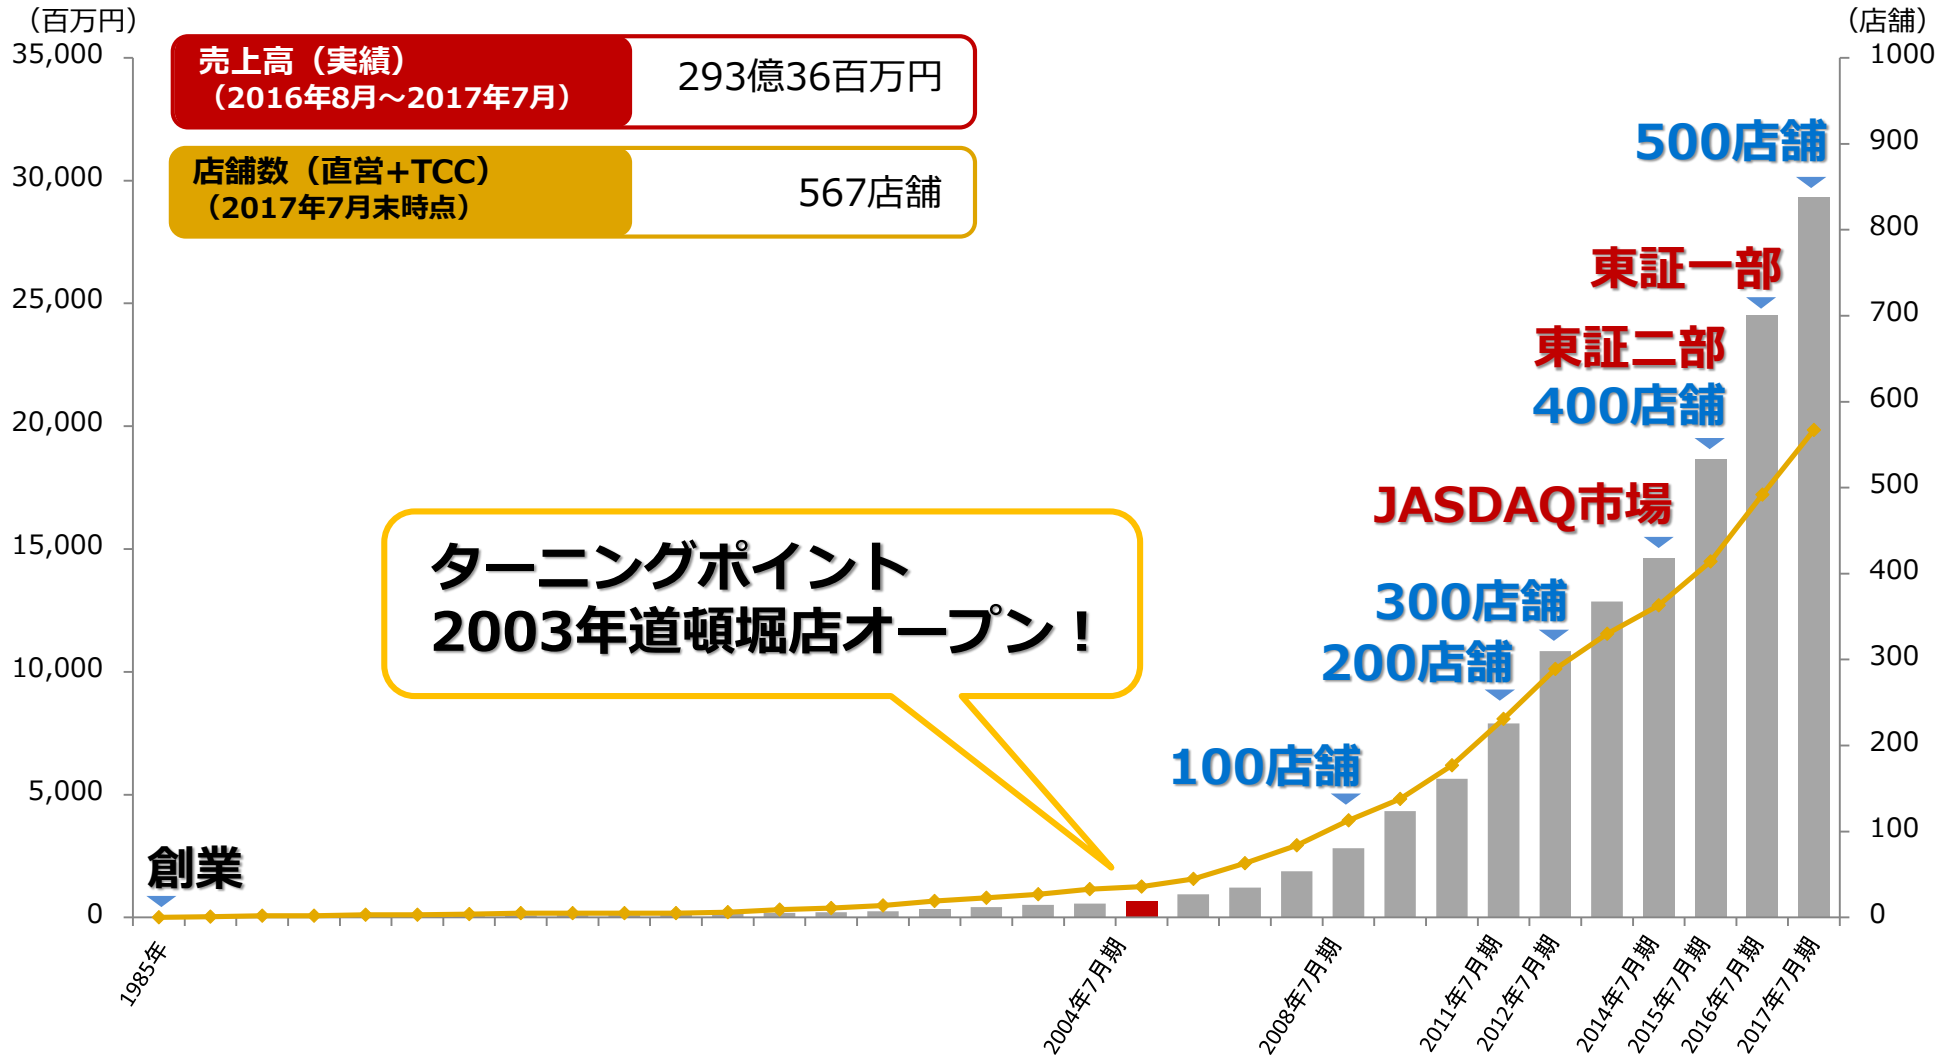 （百万円）
（店舗）
35,000
30,000
25,000
20,000
15,000
10,000
5,000
0
売上高（実績）
（2016年8月～2017年7月）
293億36百万円
店舗数（直営+TCC）
（2017年7月末時点）
567店舗
500店舗
東証一部
東証二部
400店舗
JASDAQ市場
300店舗
200店舗
100店舗
ターニングポイント
2003年道頓堀店オープン！
創業
1000
900
800
700
600
500
400
300
200
100
0
1985年
2004年7月期
2008年7月期
2011年7月期
2012年7月期
2014年7月期
2015年7月期
2016年7月期
2017年7月期